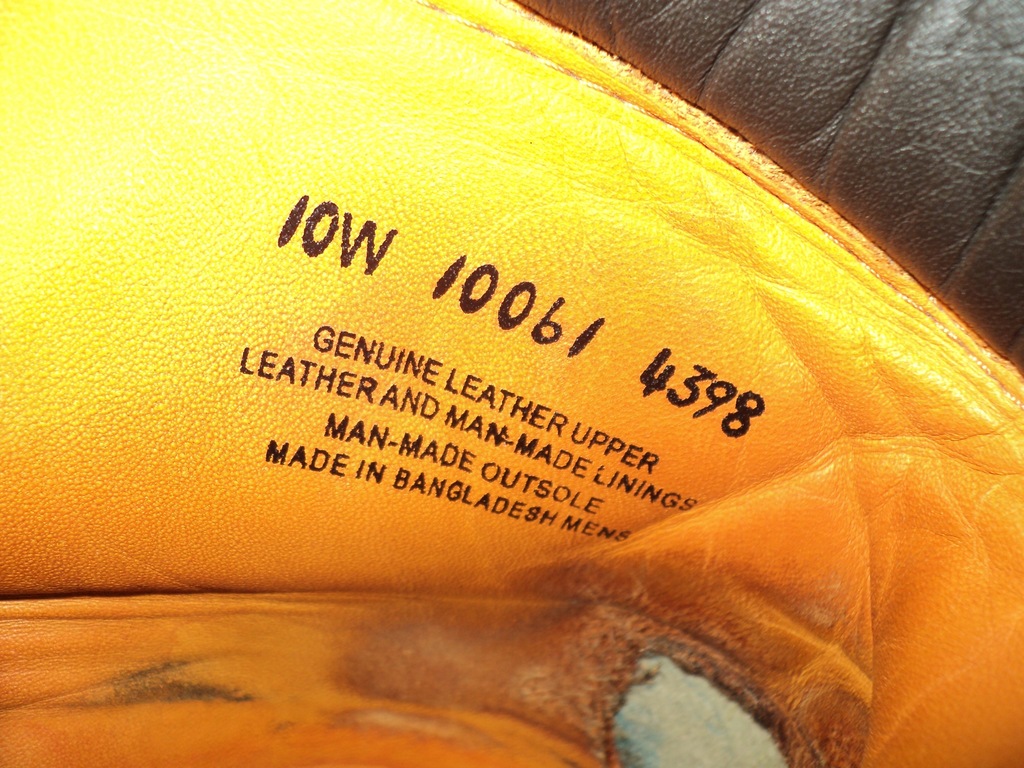 10W 10061 4398
GENUINE LEATHER UPPER
LEATHER AND MAN-MADE LININGS
MAN-MADE OUTSOLE
MADE IN BANGLADESH MENS